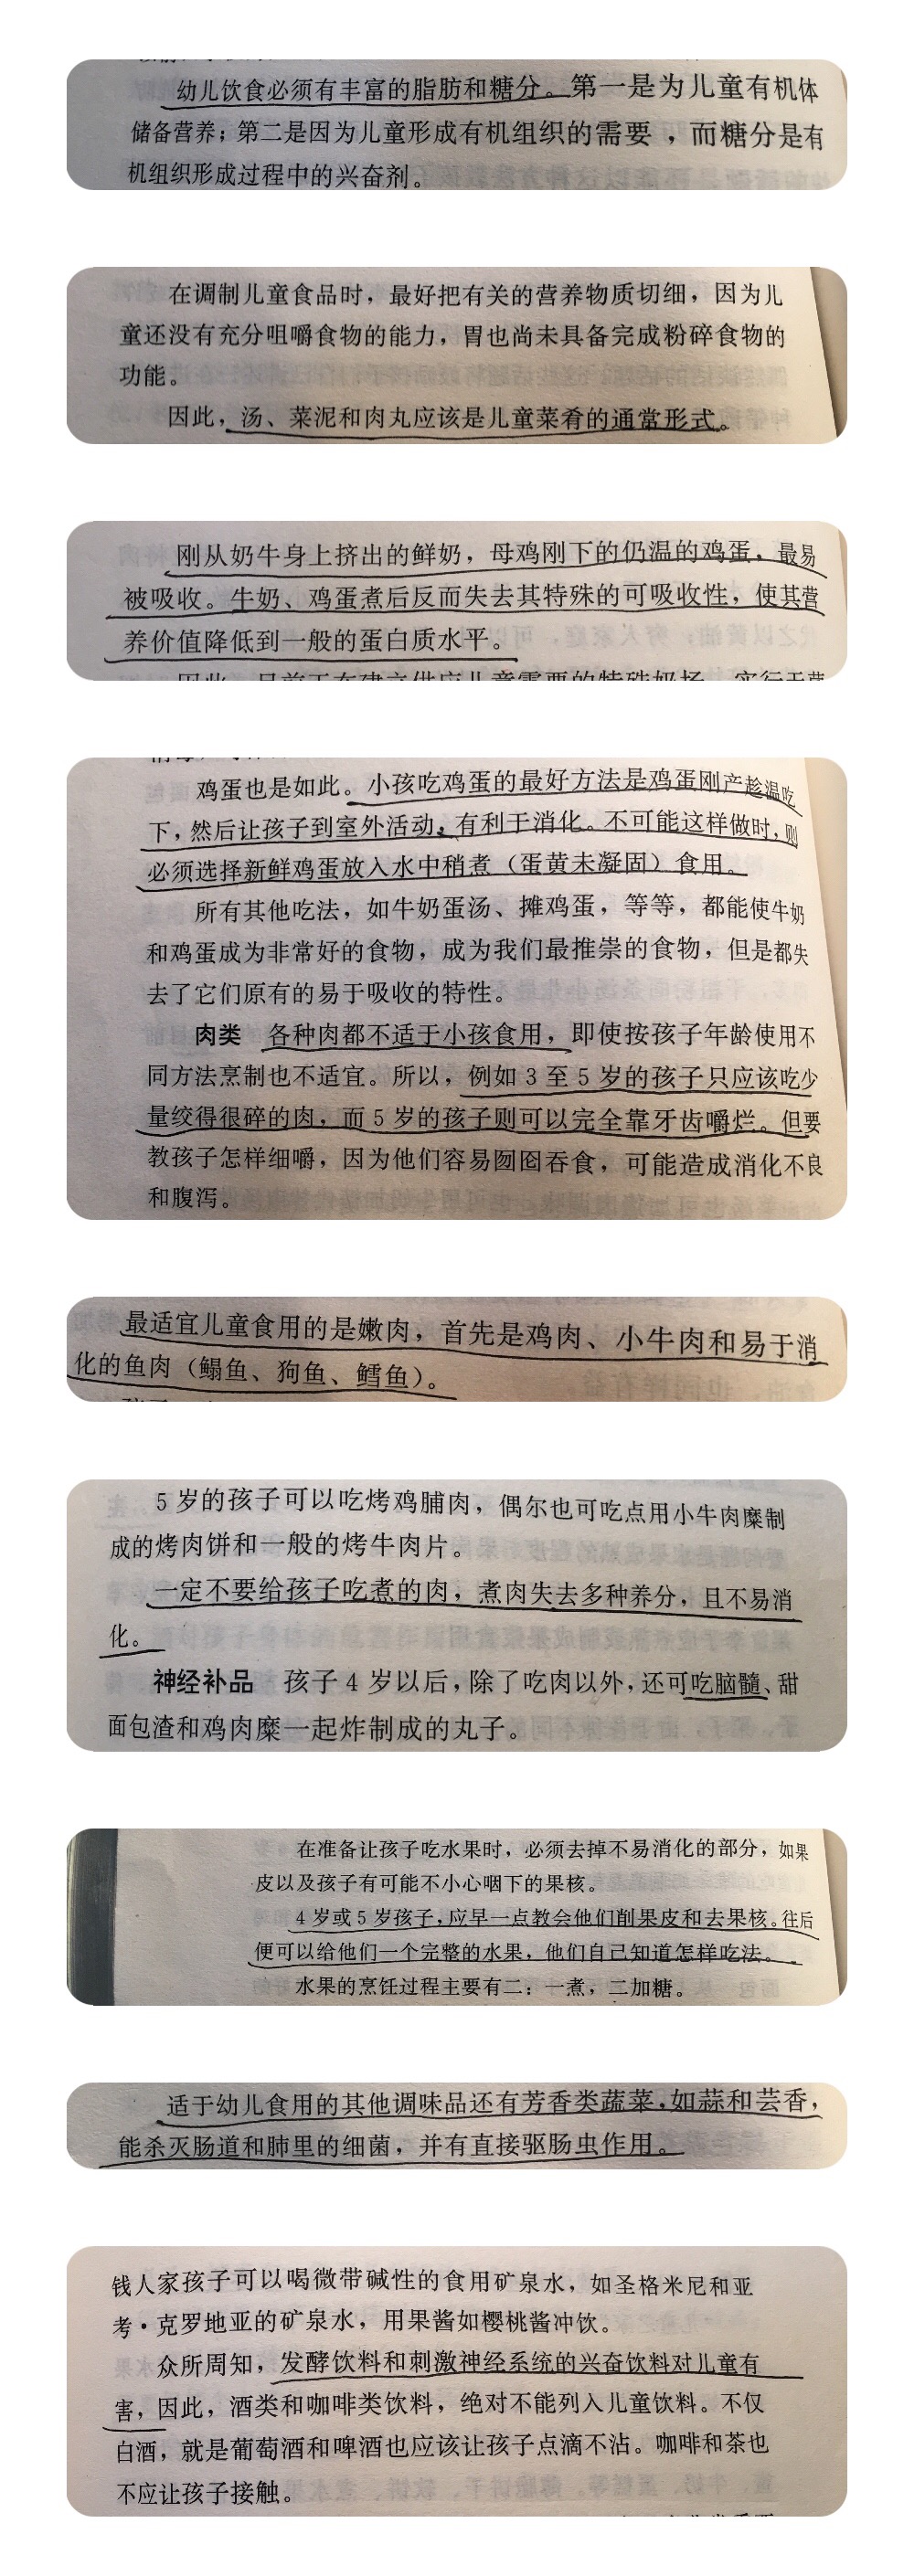 幼儿饮食必须有丰富的脂肪和糖分。第一是为儿童有机体
储备营养；第二是因为儿童形成有机组织的需要，而糖分是有
机组织形成过程中的兴奋剂。
在调制儿童食品时，最好把有关的营养物质切细，因为儿
童还没有充分咀嚼食物的能力，胃也尚未具备完成粉碎食物的
功能。
因此，汤、菜泥和肉丸应该是儿童菜肴的通常形式。
刚从奶牛身上挤出的鲜奶，母鸡刚下的仍温的鸡蛋，最易
被吸收。牛奶、鸡蛋煮后反而失去其特殊的可吸收性，使其营
养价值降低到一般的蛋白质水平。
因此，目前正在建立供应儿童需要的特殊奶场，实行无菌
鸡蛋也是如此。小孩吃鸡蛋的最好方法是鸡蛋刚产趁温吃
下，然后让孩子到室外活动，有利于消化。不可能这样做时，则
必须选择新鲜鸡蛋放入水中稍煮（蛋黄未凝固）食用。
所有其他吃法，如牛奶蛋汤、摊鸡蛋，等等，都能使牛奶
和鸡蛋成为非常好的食物，成为我们最推崇的食物，但是都失
去了它们原有的易于吸收的特性。
肉类 各种肉都不适于小孩食用，即使按孩子年龄使用不
同方法烹制也不适宜。所以，例如 3 至 5 岁的孩子只应该吃少
量绞得很碎的肉，而 5 岁的孩子则可以完全靠牙齿嚼烂。但要
教孩子怎样细嚼，因为他们容易囫囵吞食，可能造成消化不良
和腹泻。
最适宜儿童食用的是嫩肉，首先是鸡肉、小牛肉和易于消
化的鱼肉（鳎鱼、狗鱼、鳕鱼）。
5 岁的孩子可以吃烤鸡脯肉，偶尔也可吃点用小牛肉糜制
成的烤肉饼和一般的烤牛肉片。
一定不要给孩子吃煮的肉，煮肉失去多种养分，且不易消
化。
神经补品 孩子 4 岁以后，除了吃肉以外，还可吃脑髓、甜
面包渣和鸡肉糜一起炸制成的丸子。
在准备让孩子吃水果时，必须去掉不易消化的部分，如果
皮以及孩子有可能不小心咽下的果核。
4 岁或 5 岁孩子，应早一点教会他们削果皮和去果核。往后
便可以给他们一个完整的水果，他们自己知道怎样吃法。
水果的烹饪过程主要有二：一煮，二加糖。
适于幼儿食用的其他调味品还有芳香类蔬菜，如蒜和芸香，
能杀灭肠道和肺里的细菌，并有直接驱肠虫作用。
钱人家孩子可以喝微带碱性的食用矿泉水，如圣格米尼和亚
考·克罗地亚的矿泉水，用果酱如樱桃酱冲饮。
众所周知，发酵饮料和刺激神经系统的兴奋饮料对儿童有
害，因此，酒类和咖啡类饮料，绝对不能列入儿童饮料。不仅
白酒，就是葡萄酒和啤酒也应该让孩子点滴不沾。咖啡和茶也
不应让孩子接触。